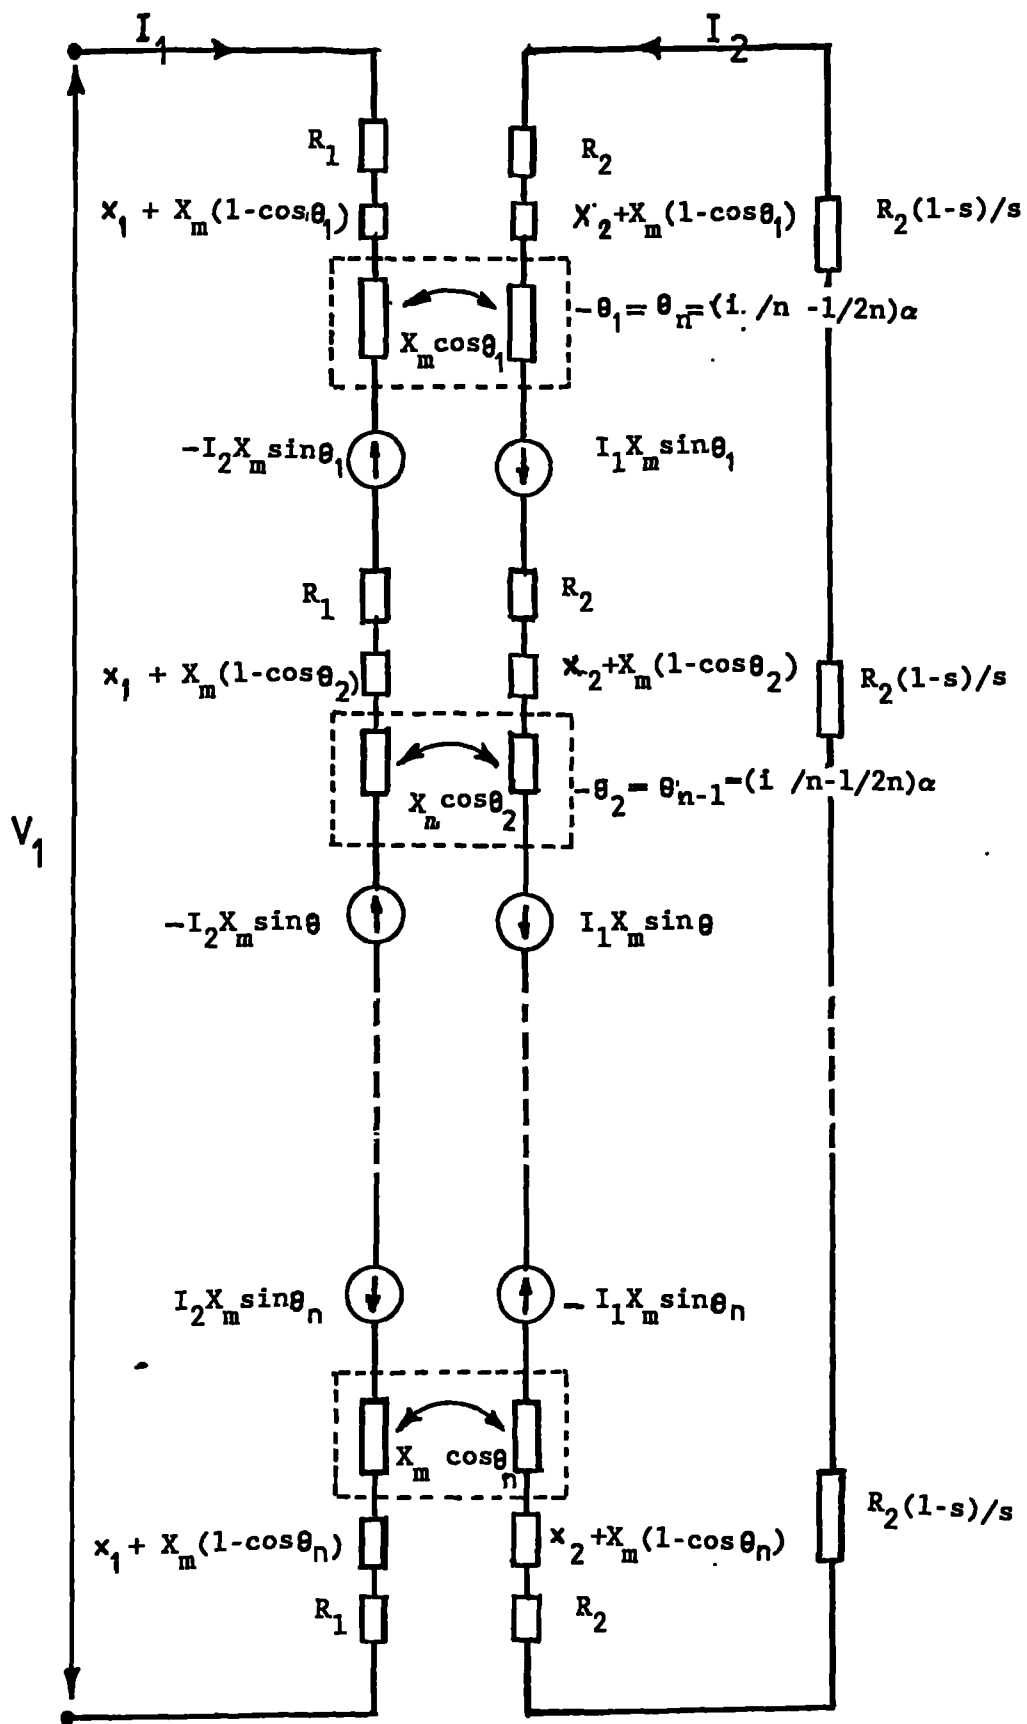 I₁ I₂
R₁ R₂
x₁ + Xₘ(1-cosθ₁) X₂+Xₘ(1-cosθ₁) R₂(1-s)/s
-θ₁ = θₙ=(i. /n -1/2n)α
Xₘcosθ₁
-I₂Xₘsinθ₁ I₁Xₘsinθ₁
R₁ R₂
x₁ + Xₘ(1-cosθ₂) x₂+Xₘ(1-cosθ₂) R₂(1-s)/s
-θ₂ = θₙ₋₁=(i /n-1/2n)α
Xₘ cosθ₂
V₁
-I₂Xₘsinθ I₁Xₘsinθ
I₂Xₘsinθₙ - I₁Xₘsinθₙ
Xₘ cosθₙ
R₂(1-s)/s
x₁ + Xₘ(1-cosθₙ) x₂+Xₘ(1-cosθₙ)
R₁ R₂